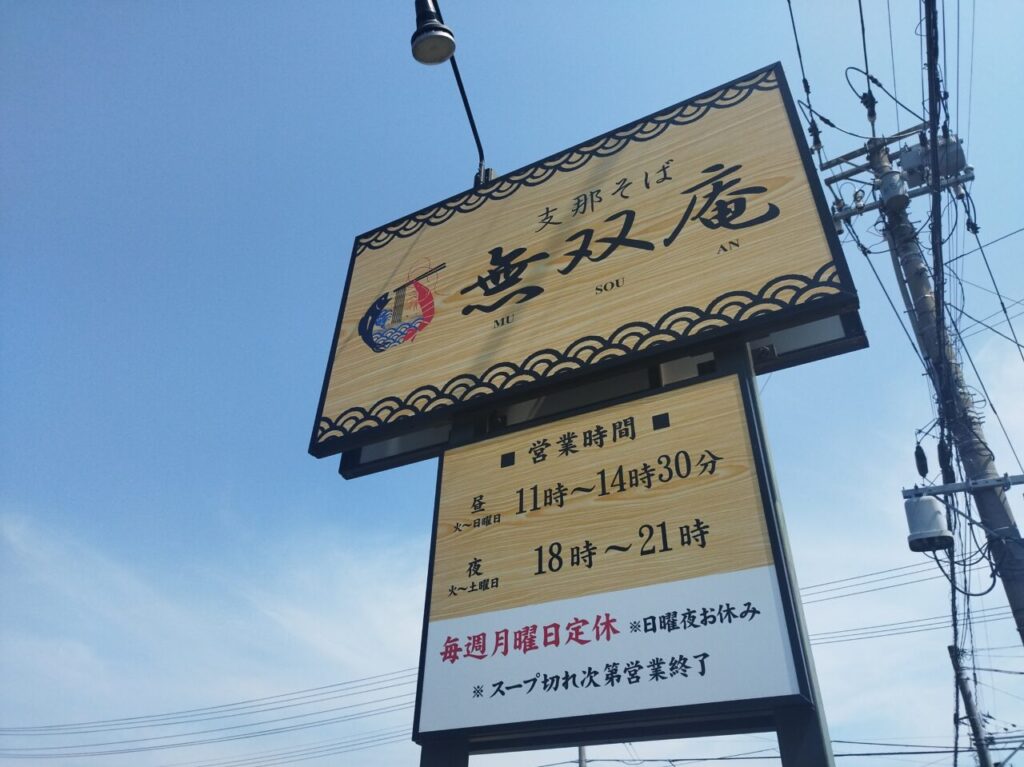 支那そば
無双庵
MU SOU AN
■ 営業時間 ■
昼 11時〜14時30分
火〜日曜日
夜 18時〜21時
火〜土曜日
毎週月曜日定休 ※日曜夜お休み
※ スープ切れ次第営業終了